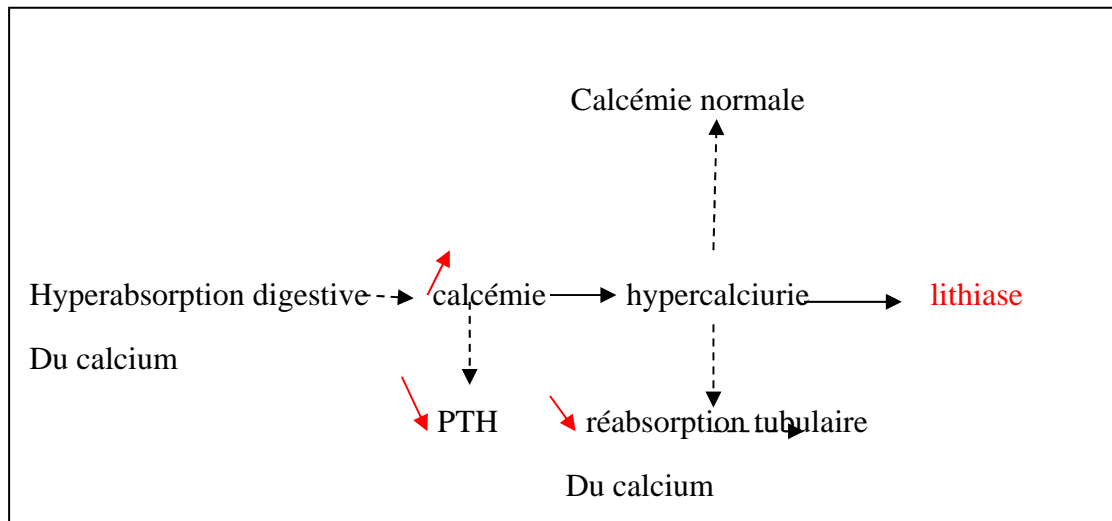 Calcémie normale
Hyperabsorption digestive calcémie hypercalciurie lithiase
Du calcium
PTH réabsorption tubulaire
Du calcium